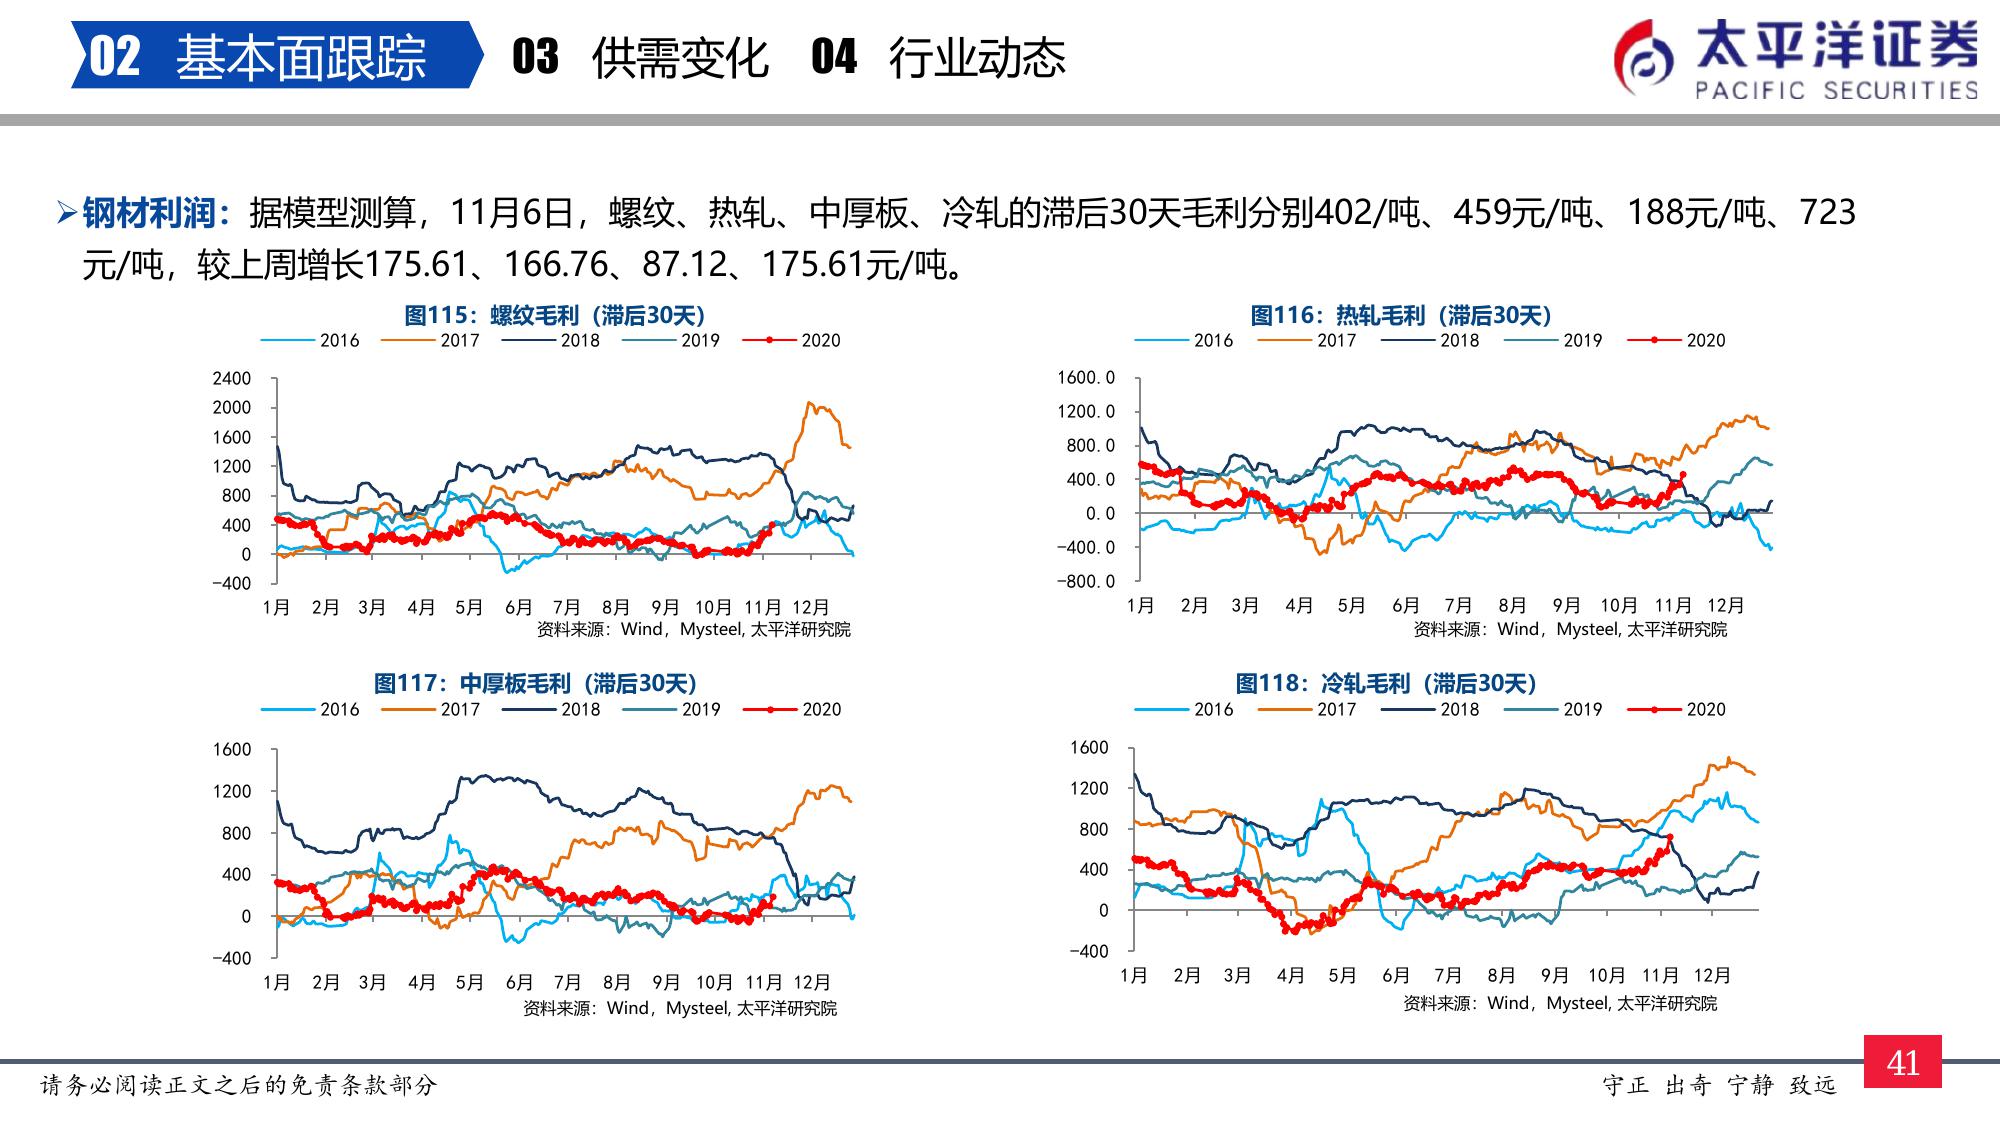 02 基本面跟踪 03 供需变化 04 行业动态
太平洋证券
PACIFIC SECURITIES
➢钢材利润：据模型测算，11月6日，螺纹、热轧、中厚板、冷轧的滞后30天毛利分别402/吨、459元/吨、188元/吨、723
元/吨，较上周增长175.61、166.76、87.12、175.61元/吨。
图115：螺纹毛利（滞后30天）
2016 2017 2018 2019 2020
2400
2000
1600
1200
800
400
0
−400
1月 2月 3月 4月 5月 6月 7月 8月 9月 10月 11月 12月
资料来源：Wind，Mysteel, 太平洋研究院
图116：热轧毛利（滞后30天）
2016 2017 2018 2019 2020
1600.0
1200.0
800.0
400.0
0.0
−400.0
−800.0
1月 2月 3月 4月 5月 6月 7月 8月 9月 10月 11月 12月
资料来源：Wind，Mysteel, 太平洋研究院
图117：中厚板毛利（滞后30天）
2016 2017 2018 2019 2020
1600
1200
800
400
0
−400
1月 2月 3月 4月 5月 6月 7月 8月 9月 10月 11月 12月
资料来源：Wind，Mysteel, 太平洋研究院
图118：冷轧毛利（滞后30天）
2016 2017 2018 2019 2020
1600
1200
800
400
0
−400
1月 2月 3月 4月 5月 6月 7月 8月 9月 10月 11月 12月
资料来源：Wind，Mysteel, 太平洋研究院
请务必阅读正文之后的免责条款部分
守正 出奇 宁静 致远
41